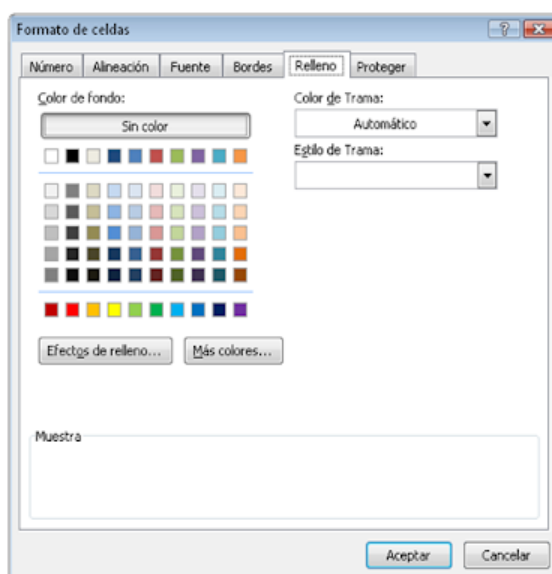 Formato de celdas
Número Alineación Fuente Bordes Relleno Proteger
Color de fondo:
Sin color
Color de Trama:
Automático
Estilo de Trama:
Efectos de relleno...
Más colores...
Muestra
Aceptar
Cancelar